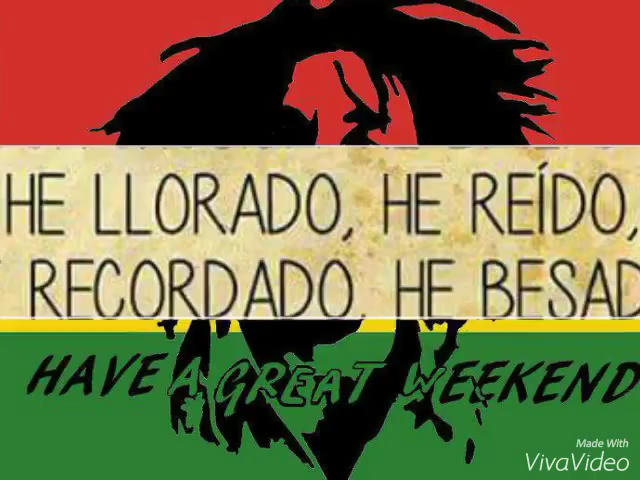 HE LLORADO, HE REÍDO,
RECORDADO, HE BESAD
HAVE A GREAT WEEKEND
Made With
VivaVideo